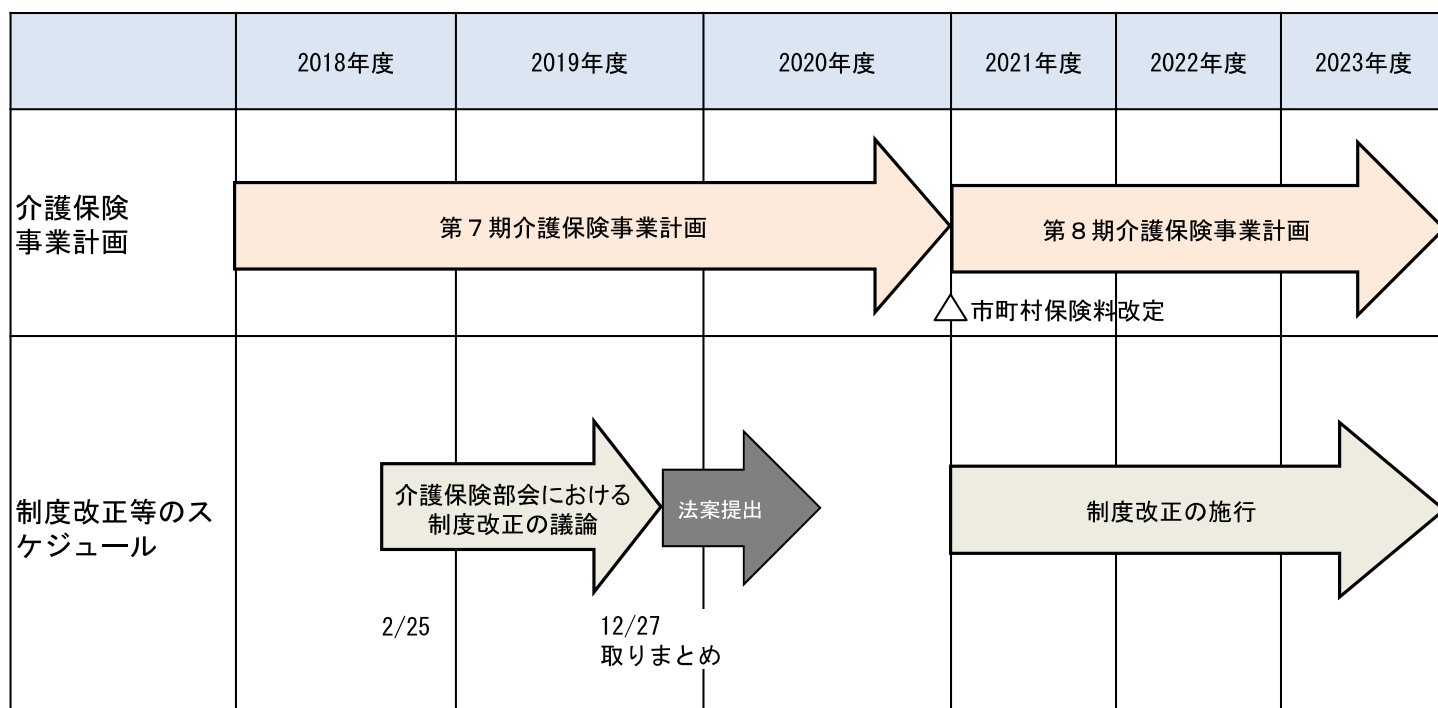 2018年度
2019年度
2020年度
2021年度
2022年度
2023年度
介護保険
事業計画
第７期介護保険事業計画
第８期介護保険事業計画
△市町村保険料改定
制度改正等のス
ケジュール
介護保険部会における
制度改正の議論
法案提出
制度改正の施行
2/25
12/27
取りまとめ